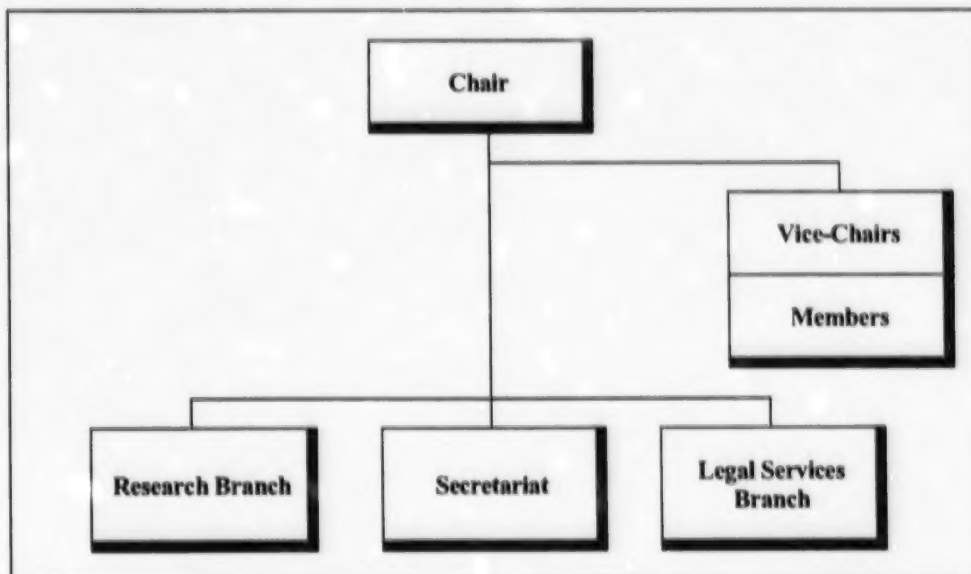 Chair
Vice-Chairs
Members
Research Branch
Secretariat
Legal Services
Branch